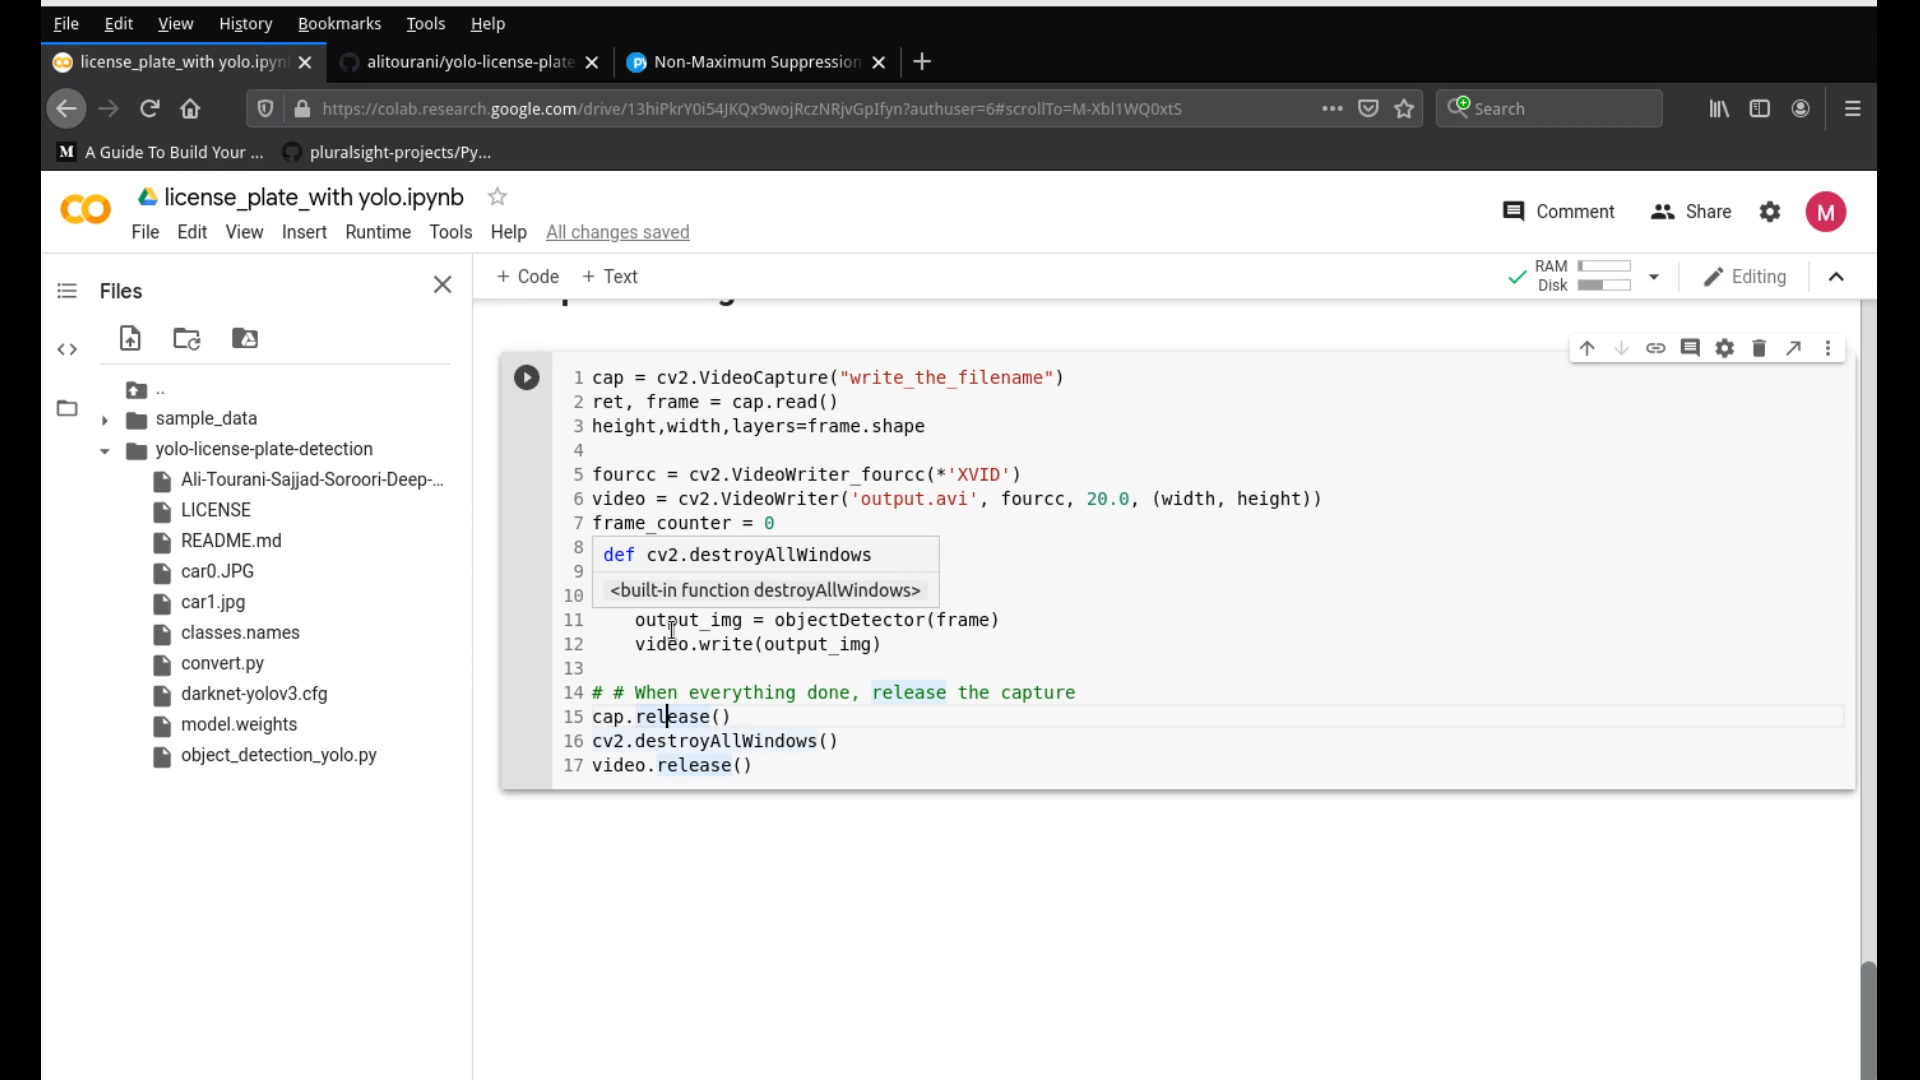 File Edit View History Bookmarks Tools Help
license_plate_with yolo.ipyn
alitourani/yolo-license-plate
Non-Maximum Suppression
https://colab.research.google.com/drive/13hiPkrY0i54JKQx9wojRczNRjvGpIfyn?authuser=6#scrollTo=M-Xbl1WQ0xtS
Search
M A Guide To Build Your ...
pluralsight-projects/Py...
license_plate_with yolo.ipynb
Comment
Share
M
File Edit View Insert Runtime Tools Help All changes saved
Files
+ Code + Text
RAM
Disk
Editing
..
sample_data
yolo-license-plate-detection
Ali-Tourani-Sajjad-Soroori-Deep-...
LICENSE
README.md
car0.JPG
car1.jpg
classes.names
convert.py
darknet-yolov3.cfg
model.weights
object_detection_yolo.py
1 cap = cv2.VideoCapture("write_the_filename")
2 ret, frame = cap.read()
3 height,width,layers=frame.shape
4
5 fourcc = cv2.VideoWriter_fourcc(*'XVID')
6 video = cv2.VideoWriter('output.avi', fourcc, 20.0, (width, height))
7 frame_counter = 0
8
def cv2.destroyAllWindows
9
<built-in function destroyAllWindows>
10
11 output_img = objectDetector(frame)
12 video.write(output_img)
13
14 # # When everything done, release the capture
15 cap.release()
16 cv2.destroyAllWindows()
17 video.release()